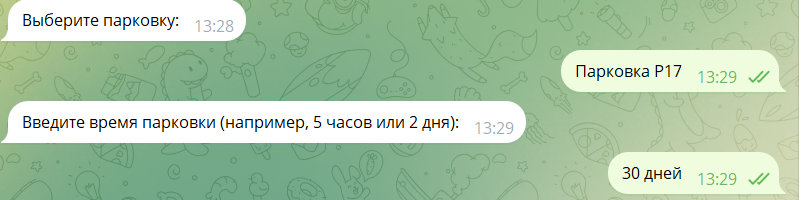 Выберите парковку: 13:28
Парковка P17 13:29
Введите время парковки (например, 5 часов или 2 дня): 13:29
30 дней 13:29